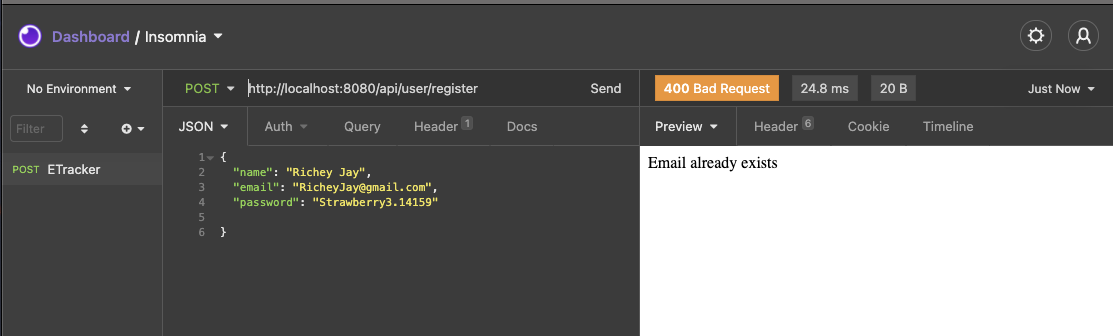 Dashboard / Insomnia
No Environment
POST http://localhost:8080/api/user/register Send
400 Bad Request 24.8 ms 20 B Just Now
Filter
JSON Auth Query Header 1 Docs
Preview Header 6 Cookie Timeline
POST ETracker
1 {
2 "name": "Richey Jay",
3 "email": "RicheyJay@gmail.com",
4 "password": "Strawberry3.14159"
5
6 }
Email already exists